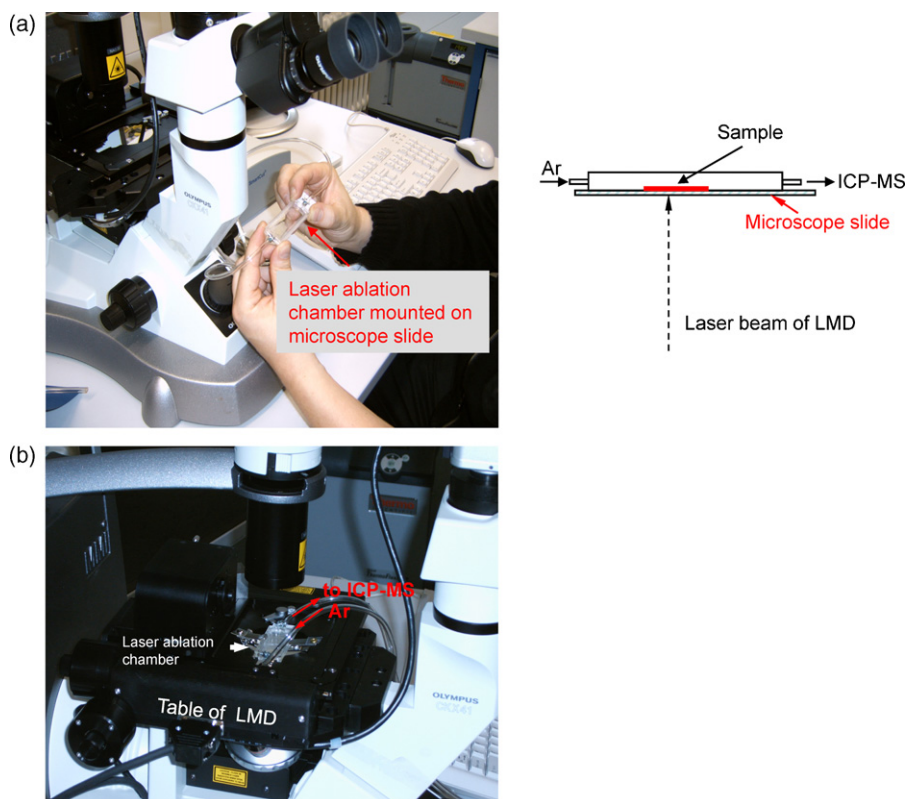 (a)
OLYMPUS
CKX41
Laser ablation
chamber mounted on
microscope slide
Sample
Ar
ICP-MS
Microscope slide
Laser beam of LMD
(b)
to ICP-MS
Ar
Laser ablation
chamber
Table of LMD
OLYMPUS
CKX41